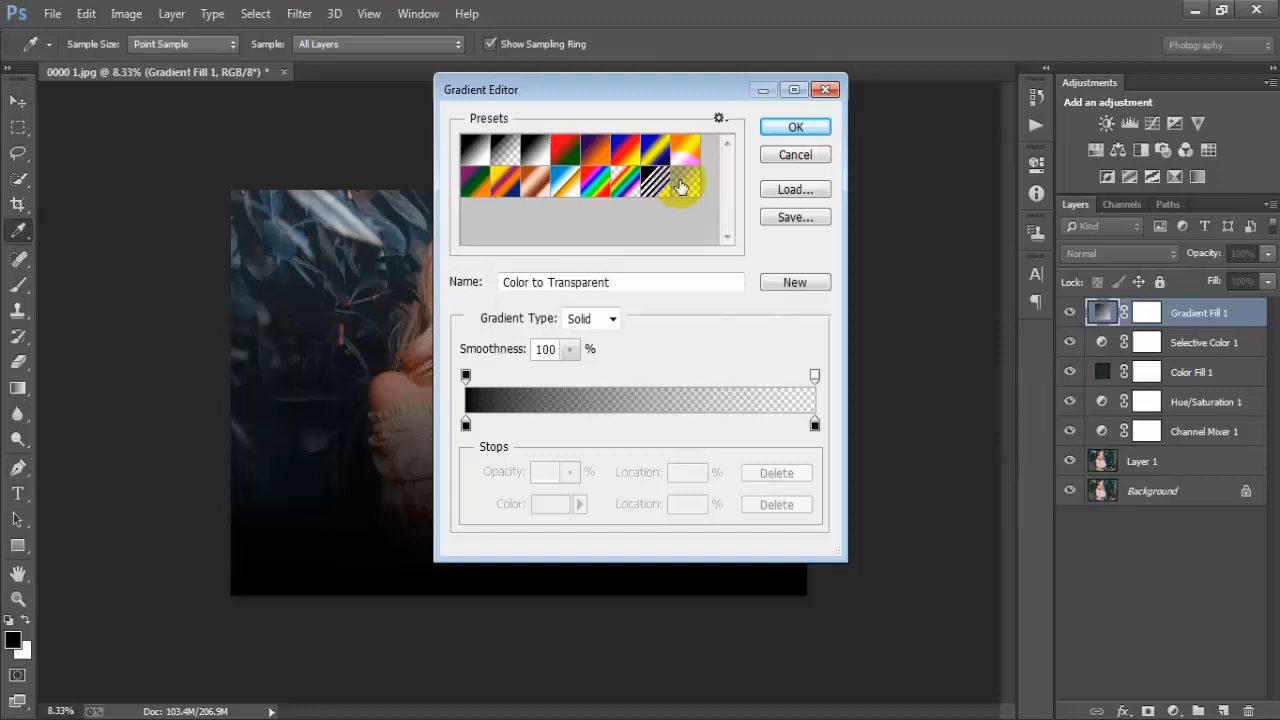 Ps File Edit Image Layer Type Select Filter 3D View Window Help
Sample Size: Point Sample Sample: All Layers Show Sampling Ring Photography
0000 1.jpg @ 8.33% (Gradient Fill 1, RGB/8*) *
Gradient Editor
Presets
OK
Cancel
Load...
Save...
Name: Color to Transparent New
Gradient Type: Solid
Smoothness: 100 %
Stops
Opacity: % Location: % Delete
Color: Location: % Delete
Adjustments
Add an adjustment
Layers Channels Paths
Kind
Normal Opacity: 100%
Lock: Fill: 100%
Gradient Fill 1
Selective Color 1
Color Fill 1
Hue/Saturation 1
Channel Mixer 1
Layer 1
Background
8.33% Doc: 103.4M/206.9M